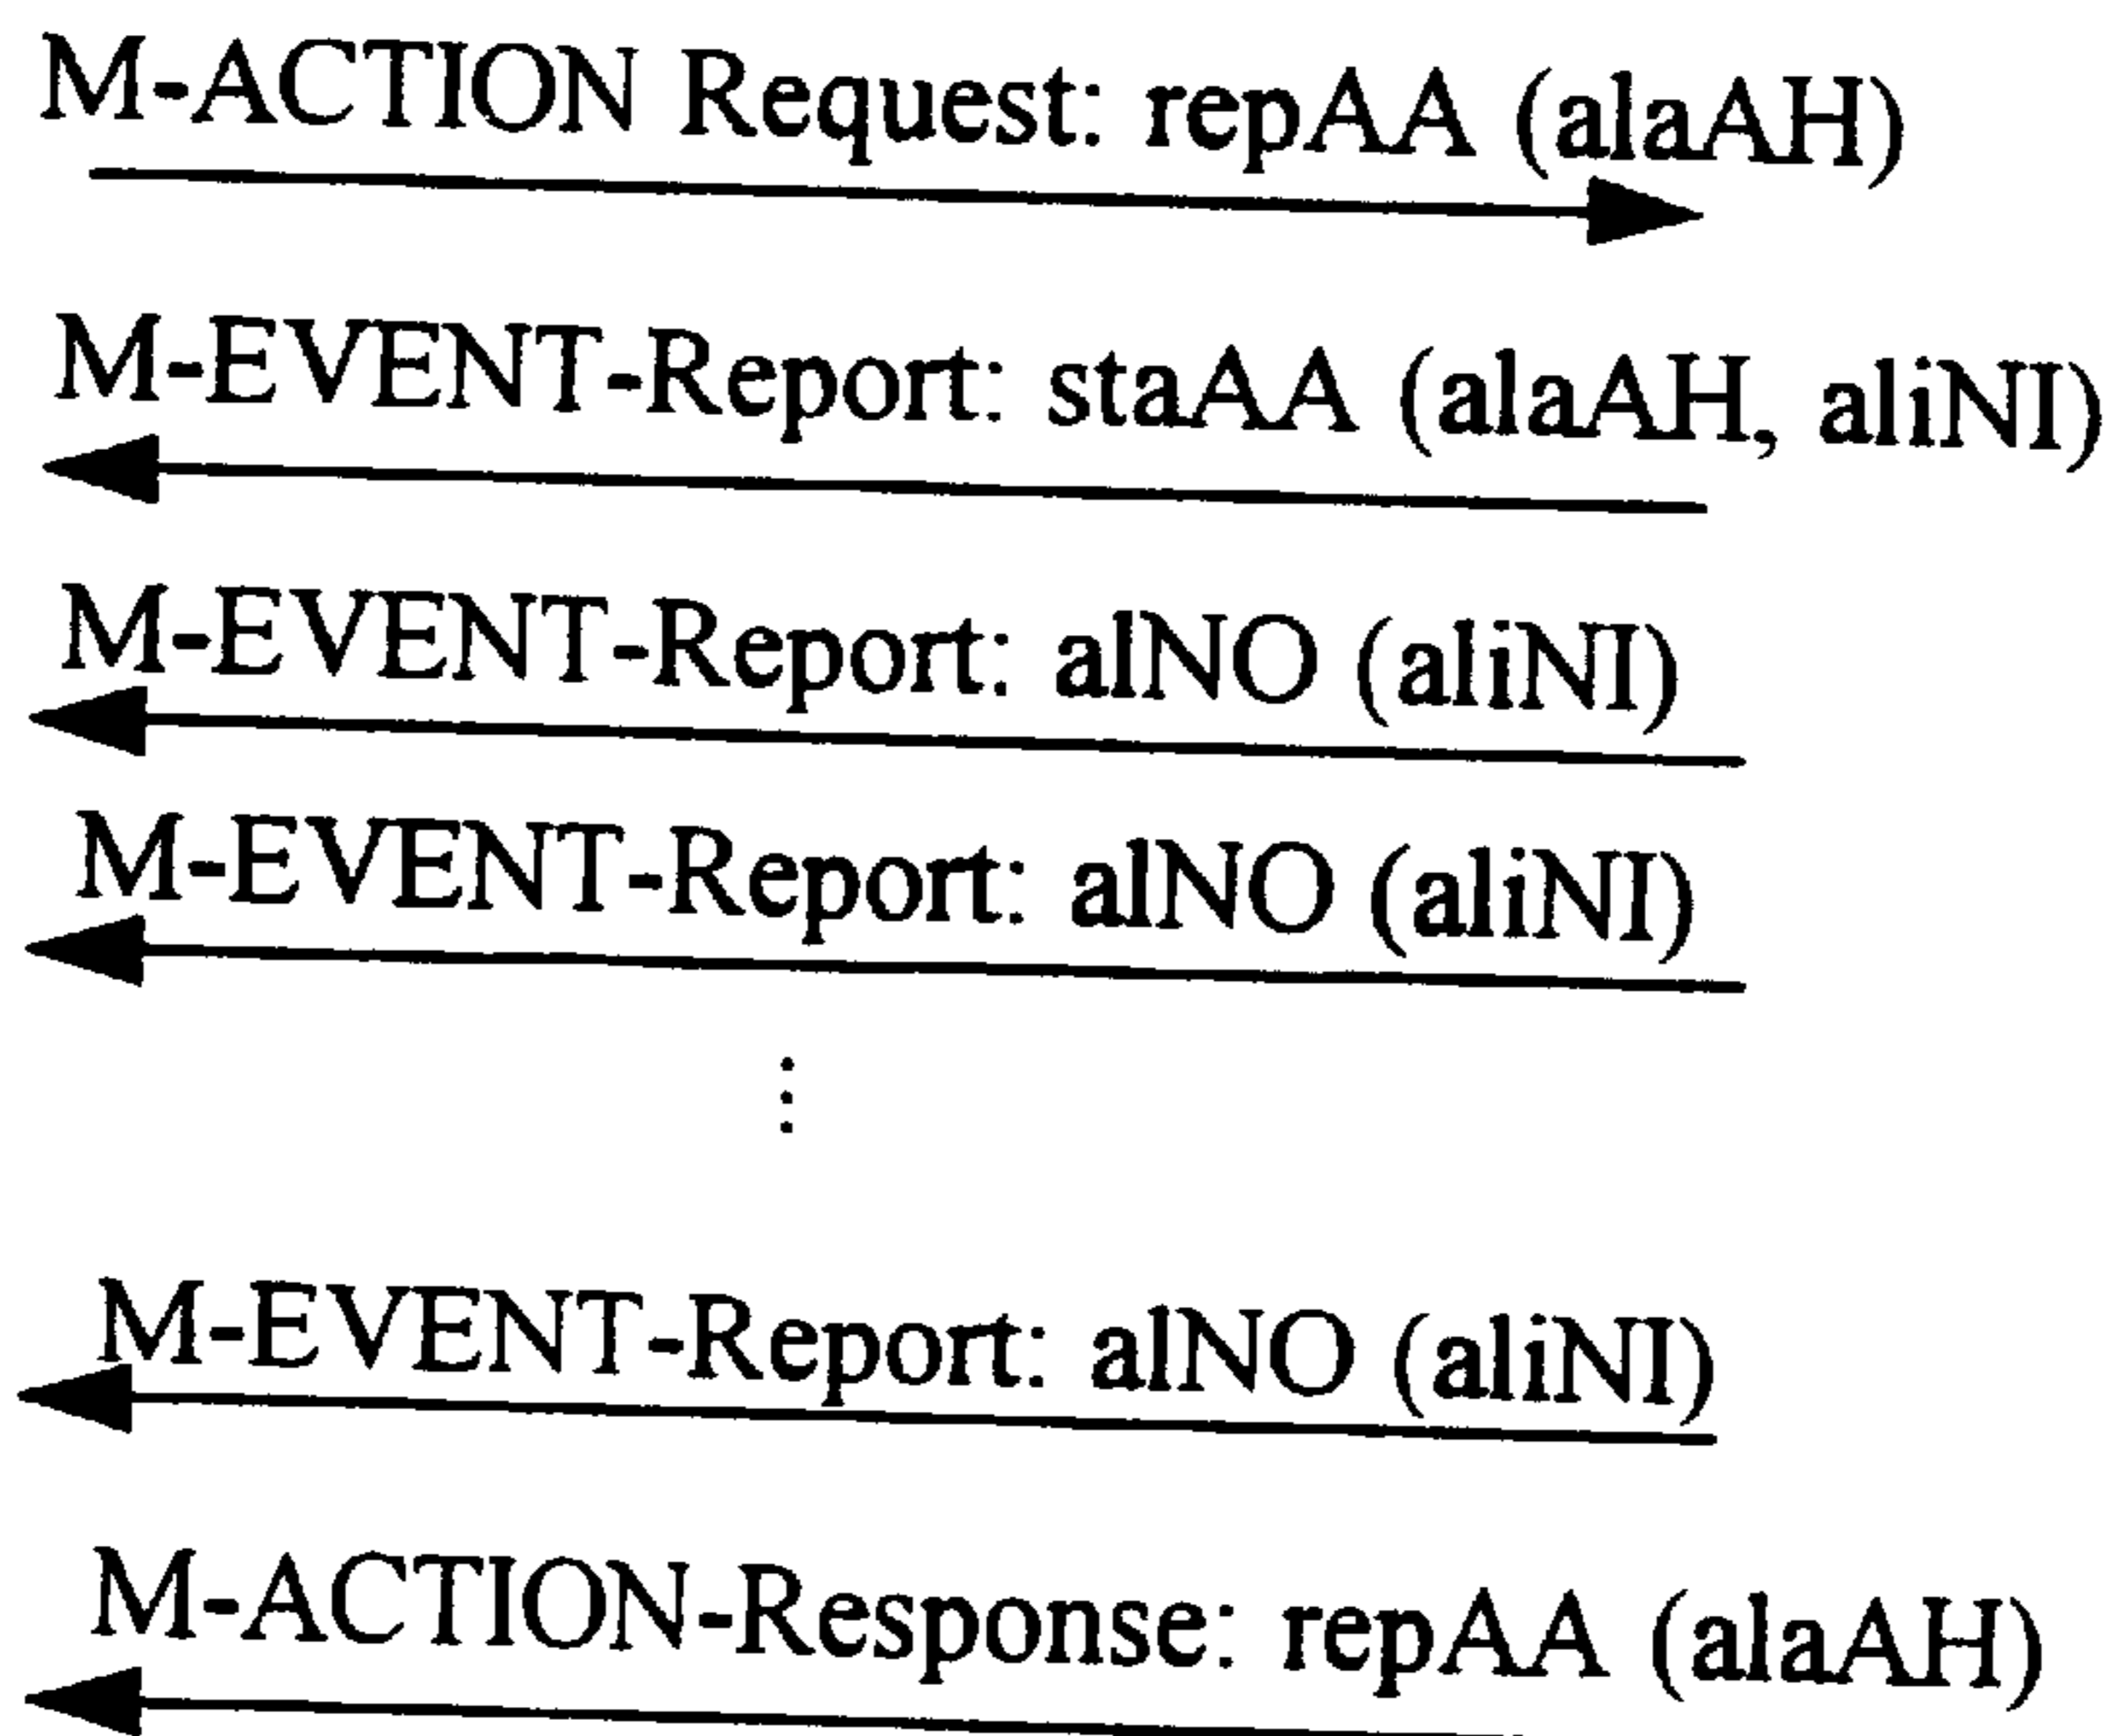 M-ACTION Request: repAA (alaAH)
M-EVENT-Report: staAA (alaAH, aliNI)
M-EVENT-Report: alNO (aliNI)
M-EVENT-Report: alNO (aliNI)
⋮
M-EVENT-Report: alNO (aliNI)
M-ACTION-Response: repAA (alaAH)